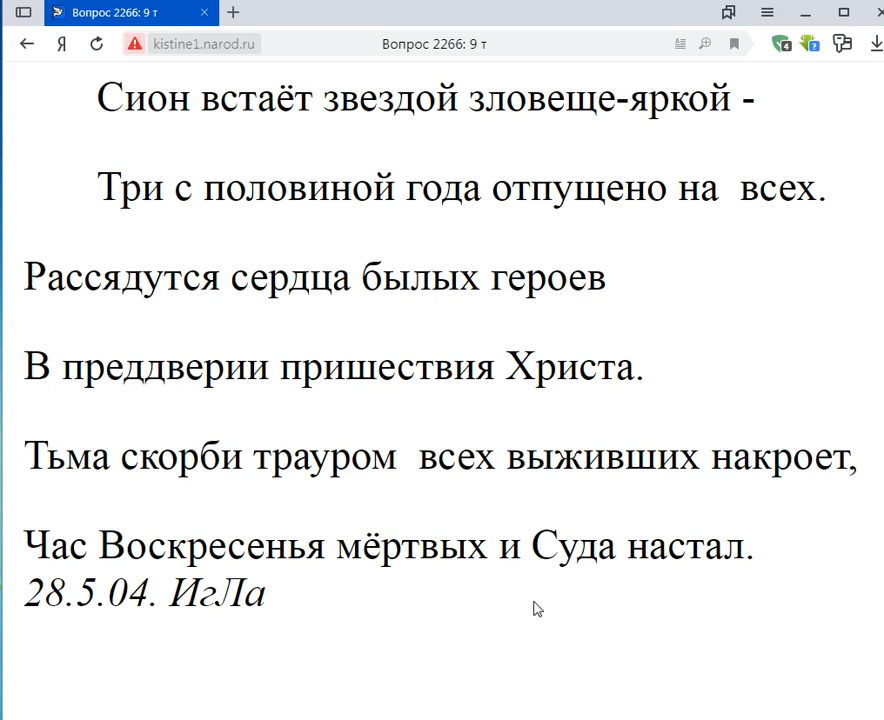 Вопрос 2266: 9 т
kistine1.narod.ru
Вопрос 2266: 9 т
4
?
Сион встаёт звездой зловеще-яркой -
Три с половиной года отпущено на  всех.
Рассядутся сердца былых героев
В преддверии пришествия Христа.
Тьма скорби трауром  всех выживших накроет,
Час Воскресенья мёртвых и Суда настал.
28.5.04. ИгЛа